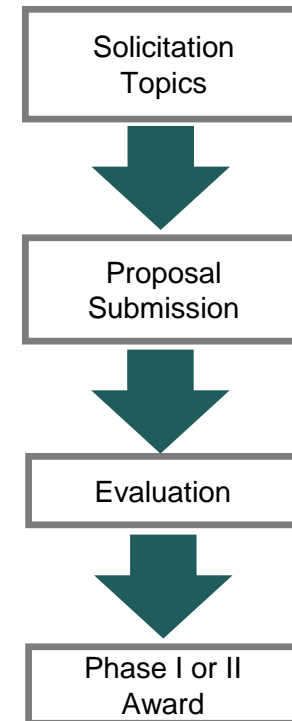 Solicitation
Topics
Proposal
Submission
Evaluation
Phase I or II
Award